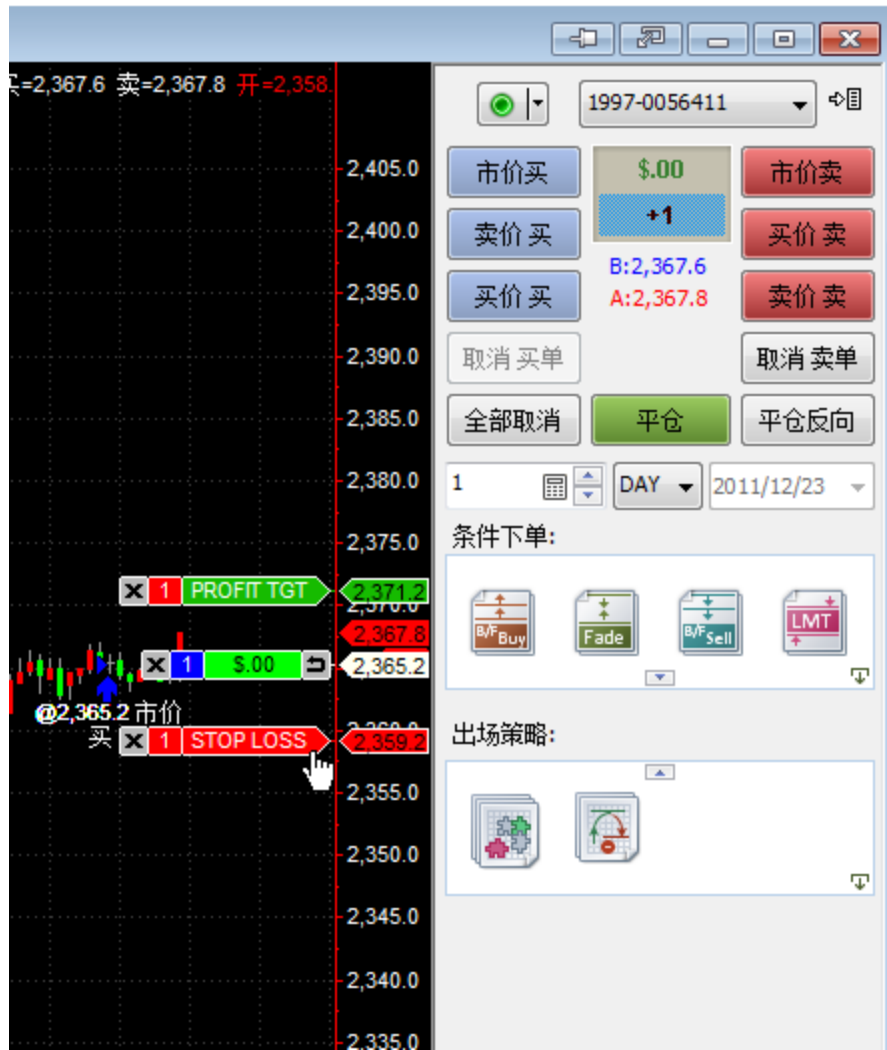 买=2,367.6 卖=2,367.8 开=2,358.
2,405.0
2,400.0
2,395.0
2,390.0
2,385.0
2,380.0
2,375.0
PROFIT TGT
1
2,371.2
2,370.0
2,367.8
1
$.00
2,365.2
@2,365.2 市价
买
1
STOP LOSS
2,360.0
2,359.2
2,355.0
2,350.0
2,345.0
2,340.0
2,335.0
1997-0056411
市价买
$.00
市价卖
+1
卖价 买
买价 卖
B:2,367.6
买价 买
A:2,367.8
卖价 卖
取消 买单
取消 卖单
全部取消
平仓
平仓反向
1
DAY
2011/12/23
条件下单:
B/F Buy
Fade
B/F Sell
LMT
出场策略: